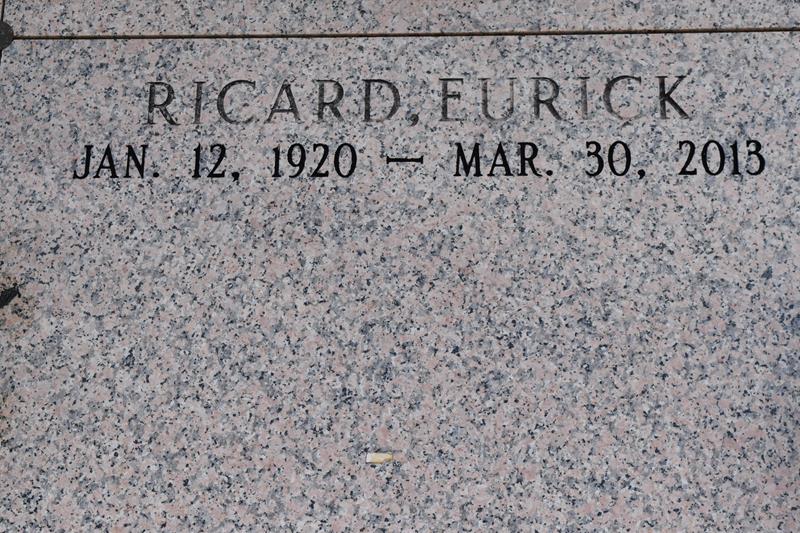 RICARD, EURICK
JAN. 12, 1920 — MAR. 30, 2013